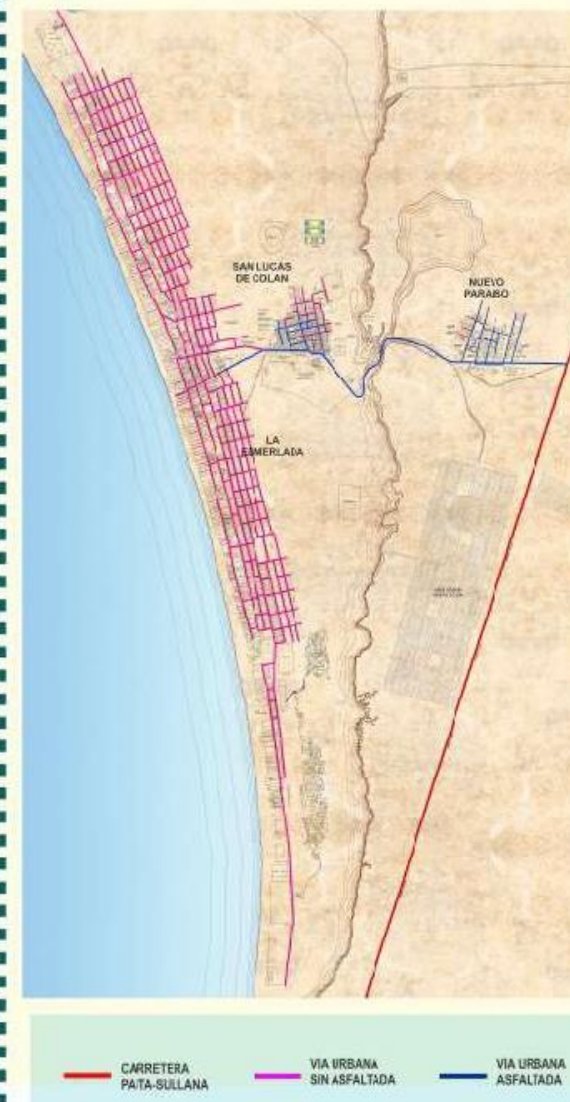 SAN LUCAS
DE COLAN
NUEVO
PARAISO
LA
ESMERLADA
CARRETERA
PAITA-SULLANA
VIA URBANA
SIN ASFALTADA
VIA URBANA
ASFALTADA